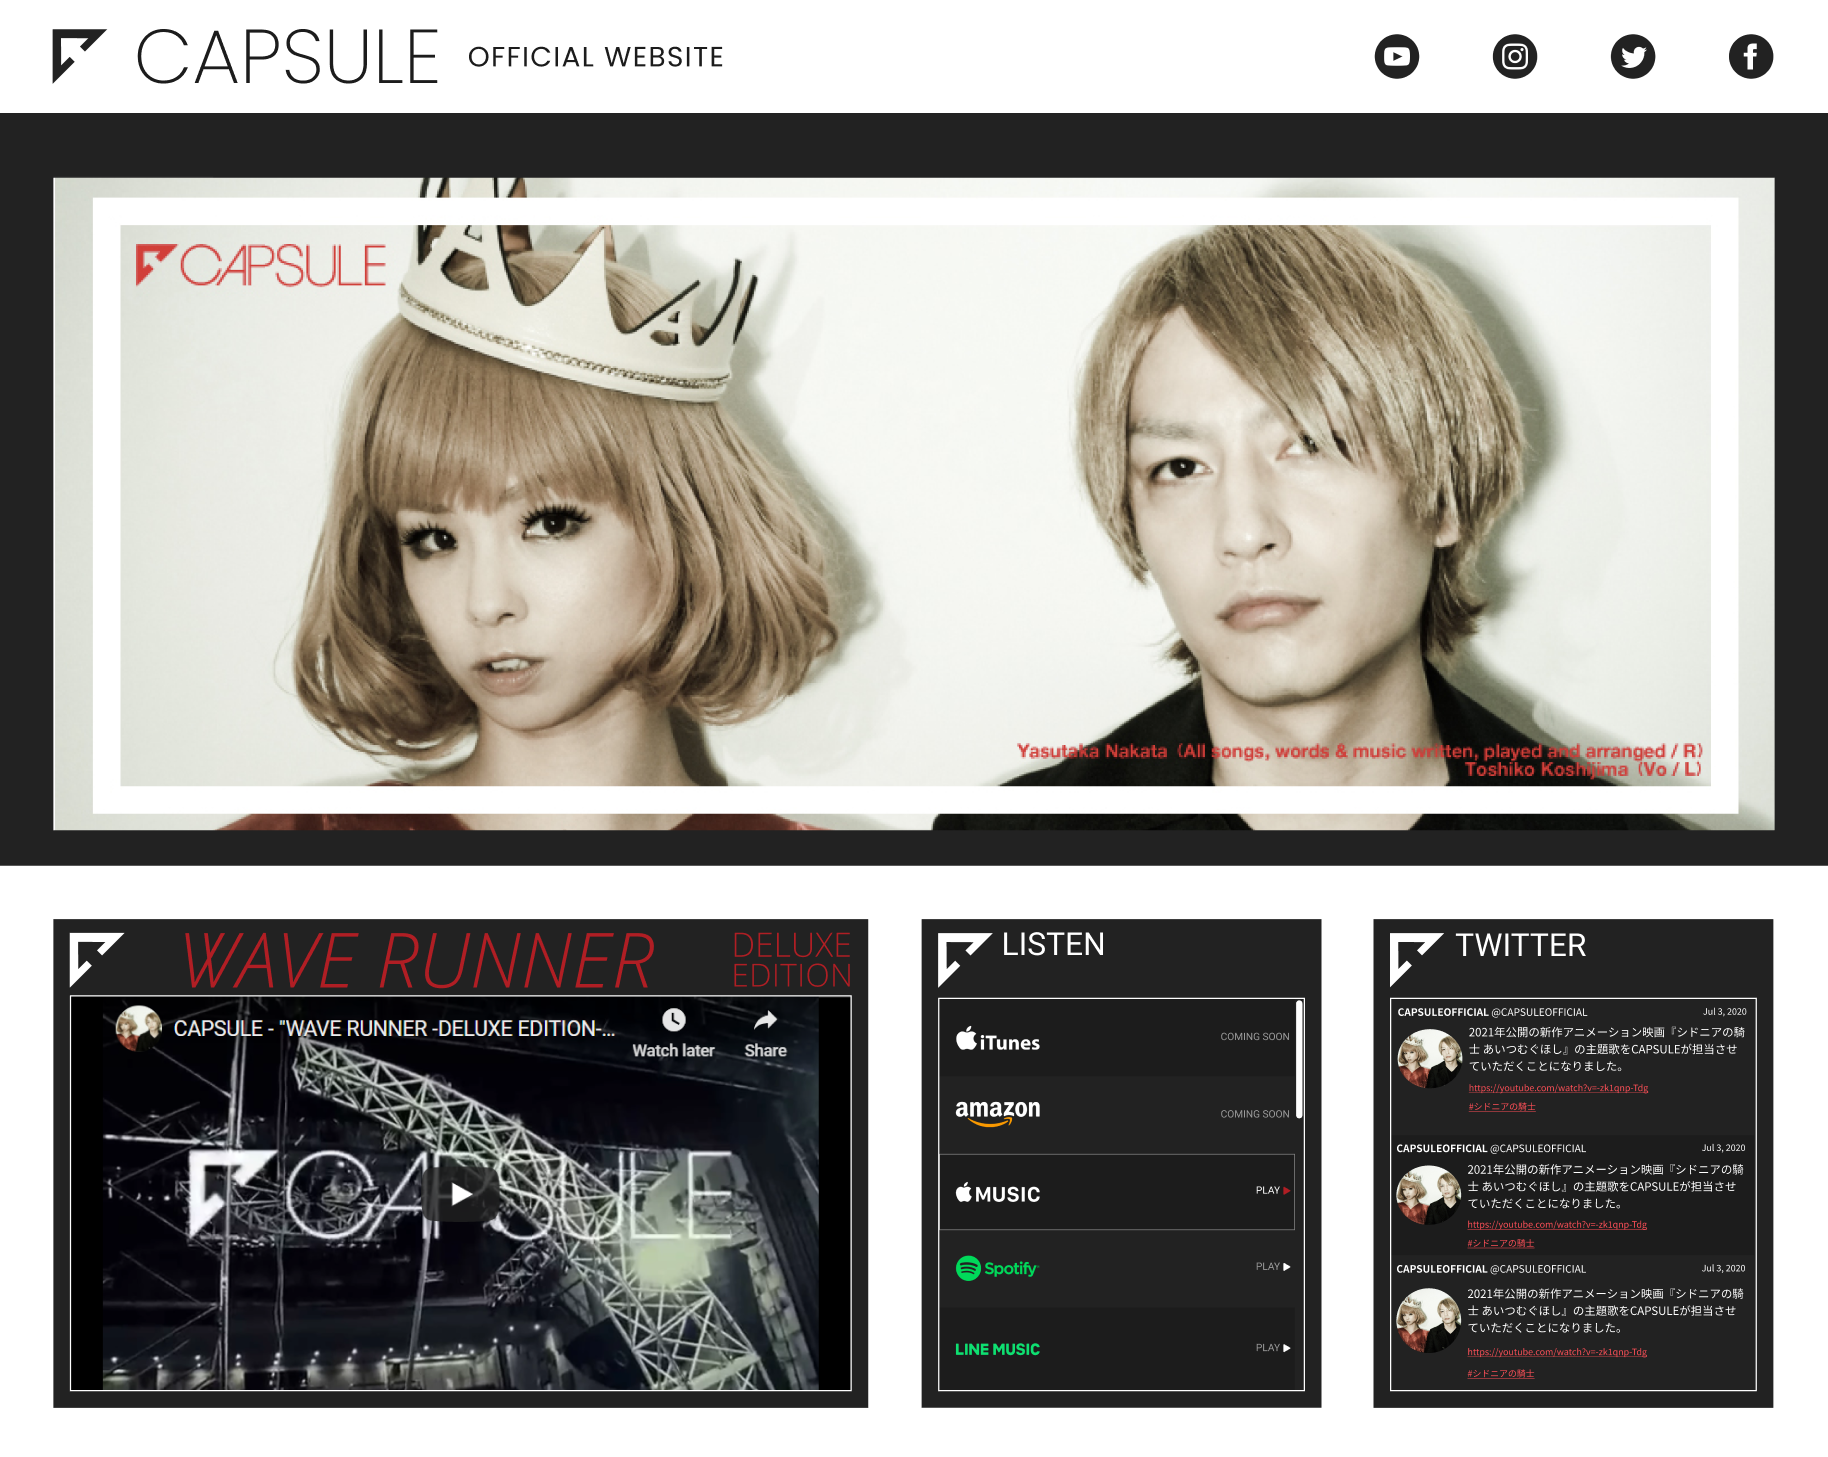 CAPSULE OFFICIAL WEBSITE
CAPSULE
Yasutaka Nakata (All songs, words & music written, played and arranged / R)
Toshiko Koshijima (Vo / L)
WAVE RUNNER
DELUXE
EDITION
CAPSULE - "WAVE RUNNER -DELUXE EDITION-...
Watch later
Share
CAPSULE
LISTEN
iTunes COMING SOON
amazon COMING SOON
MUSIC PLAY
Spotify PLAY
LINE MUSIC PLAY
TWITTER
CAPSULEOFFICIAL @CAPSULEOFFICIAL Jul 3, 2020
2021年公開の新作アニメーション映画『シドニアの騎
士 あいつむぐほし』の主題歌をCAPSULEが担当させ
ていただくことになりました。
https://youtube.com/watch?v=-zk1qnp-Tdg
#シドニアの騎士
CAPSULEOFFICIAL @CAPSULEOFFICIAL Jul 3, 2020
2021年公開の新作アニメーション映画『シドニアの騎
士 あいつむぐほし』の主題歌をCAPSULEが担当させ
ていただくことになりました。
https://youtube.com/watch?v=-zk1qnp-Tdg
#シドニアの騎士
CAPSULEOFFICIAL @CAPSULEOFFICIAL Jul 3, 2020
2021年公開の新作アニメーション映画『シドニアの騎
士 あいつむぐほし』の主題歌をCAPSULEが担当させ
ていただくことになりました。
https://youtube.com/watch?v=-zk1qnp-Tdg
#シドニアの騎士